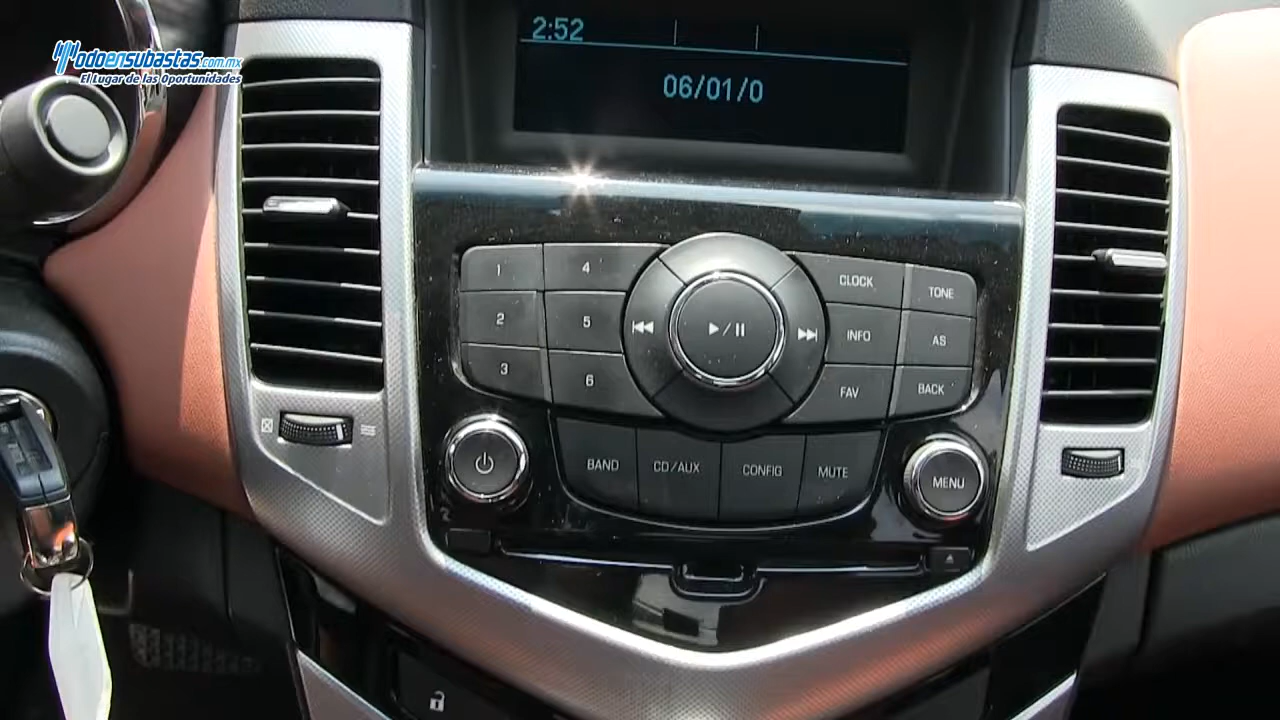 Modoensubastas.com.mx
El Lugar de las Oportunidades
2:52
06/01/0
1 4 CLOCK TONE
2 5 INFO AS
3 6 FAV BACK
BAND CD/AUX CONFIG MUTE MENU